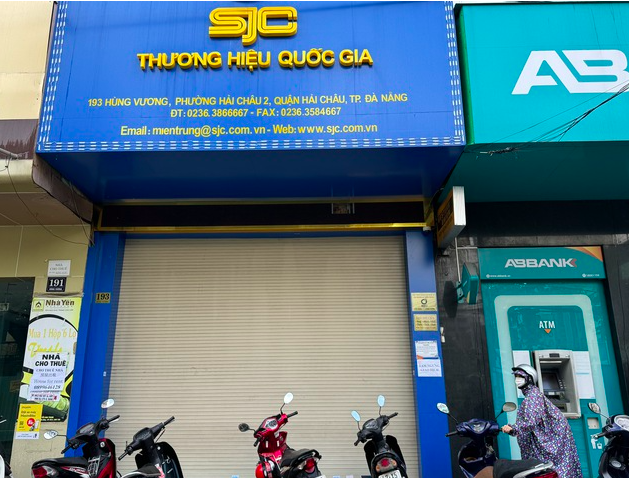 SJC
THƯƠNG HIỆU QUỐC GIA
193 HÙNG VƯƠNG, PHƯỜNG HẢI CHÂU 2, QUẬN HẢI CHÂU, TP. ĐÀ NẴNG
ĐT: 0236.3866667 - FAX: 0236.3584667
Email: mientrung@sjc.com.vn - Web: www.sjc.com.vn
AB
ABBANK
ATM
193
191
Nhà Yến
NHÀ
CHO THUÊ